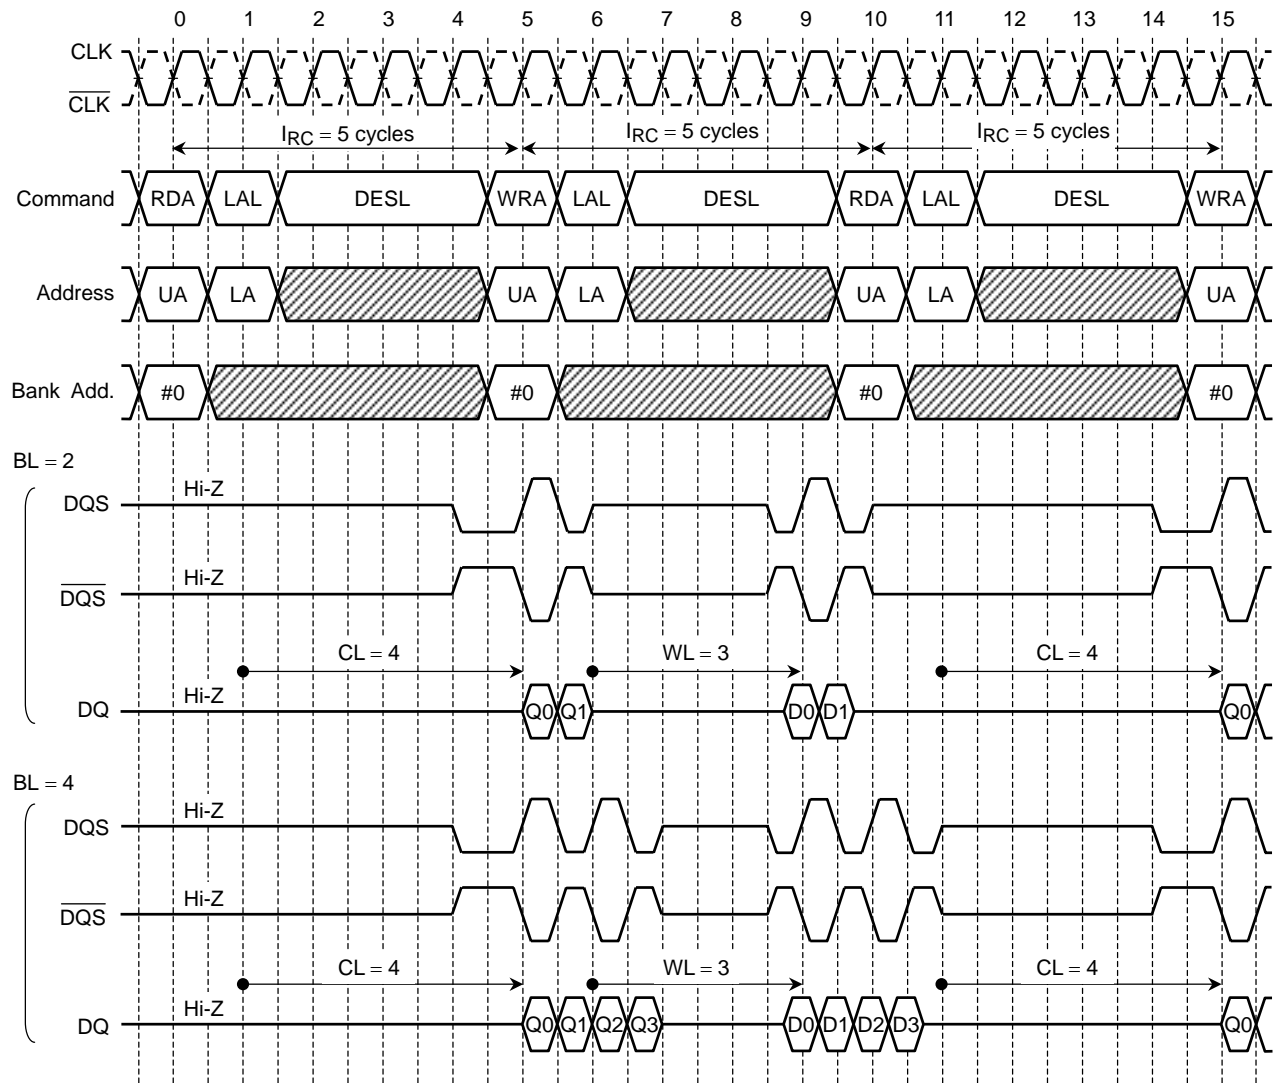 0 1 2 3 4 5 6 7 8 9 10 11 12 13 14 15
CLK
CLK
IRC = 5 cycles IRC = 5 cycles IRC = 5 cycles
Command RDA LAL DESL WRA LAL DESL RDA LAL DESL WRA
Address UA LA UA LA UA LA UA
Bank Add. #0 #0 #0 #0
BL = 2
DQS Hi-Z
DQS Hi-Z
CL = 4 WL = 3 CL = 4
DQ Hi-Z Q0 Q1 D0 D1 Q0
BL = 4
DQS Hi-Z
DQS Hi-Z
CL = 4 WL = 3 CL = 4
DQ Hi-Z Q0 Q1 Q2 Q3 D0 D1 D2 D3 Q0